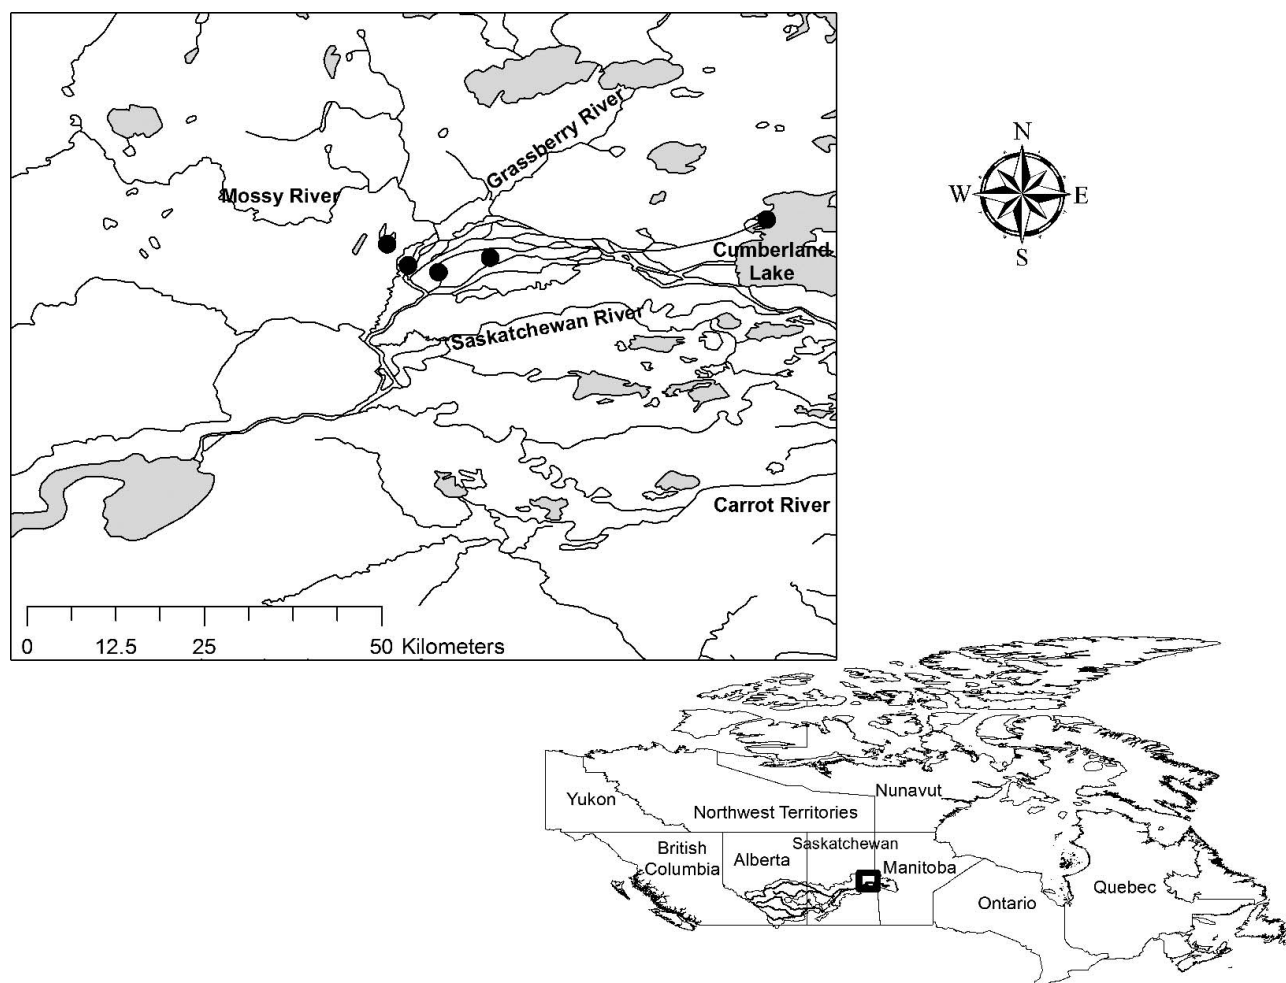 Grassberry River
Mossy River
Cumberland
Lake
Saskatchewan River
Carrot River
0 12.5 25 50 Kilometers
N
W E
S
Yukon
Northwest Territories
Nunavut
British
Columbia
Alberta
Saskatchewan
Manitoba
Ontario
Quebec